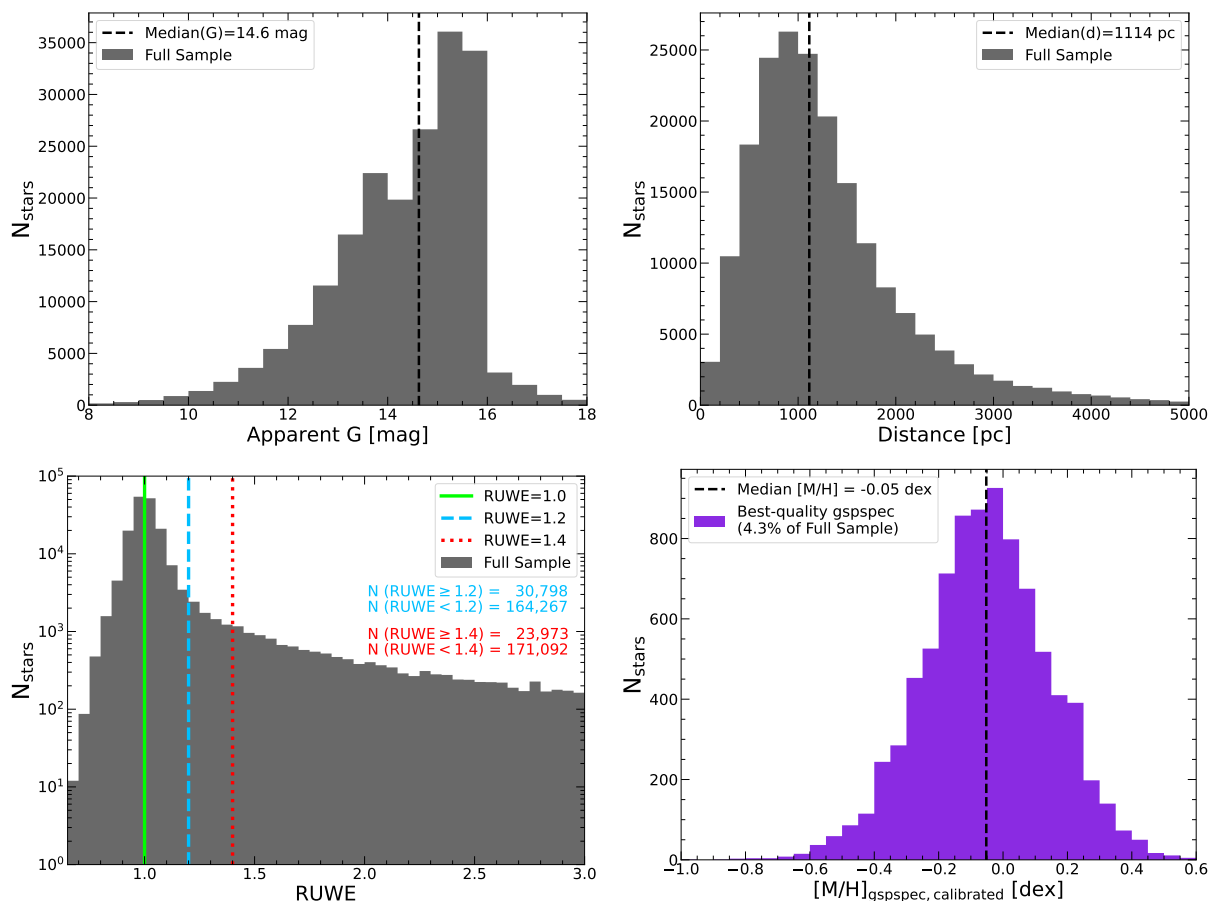 Median(G)=14.6 mag
Full Sample
35000
30000
25000
20000
15000
10000
5000
0
N_stars
8 10 12 14 16 18
Apparent G [mag]
Median(d)=1114 pc
Full Sample
25000
20000
15000
10000
5000
0
N_stars
0 1000 2000 3000 4000 5000
Distance [pc]
RUWE=1.0
RUWE=1.2
RUWE=1.4
Full Sample
N (RUWE ≥ 1.2) = 30,798
N (RUWE < 1.2) = 164,267
N (RUWE ≥ 1.4) = 23,973
N (RUWE < 1.4) = 171,092
10^5
10^4
10^3
10^2
10^1
10^0
N_stars
1.0 1.5 2.0 2.5 3.0
RUWE
Median [M/H] = -0.05 dex
Best-quality gspspec
(4.3% of Full Sample)
800
600
400
200
0
N_stars
−1.0 −0.8 −0.6 −0.4 −0.2 0.0 0.2 0.4 0.6
[M/H]_gspspec, calibrated [dex]